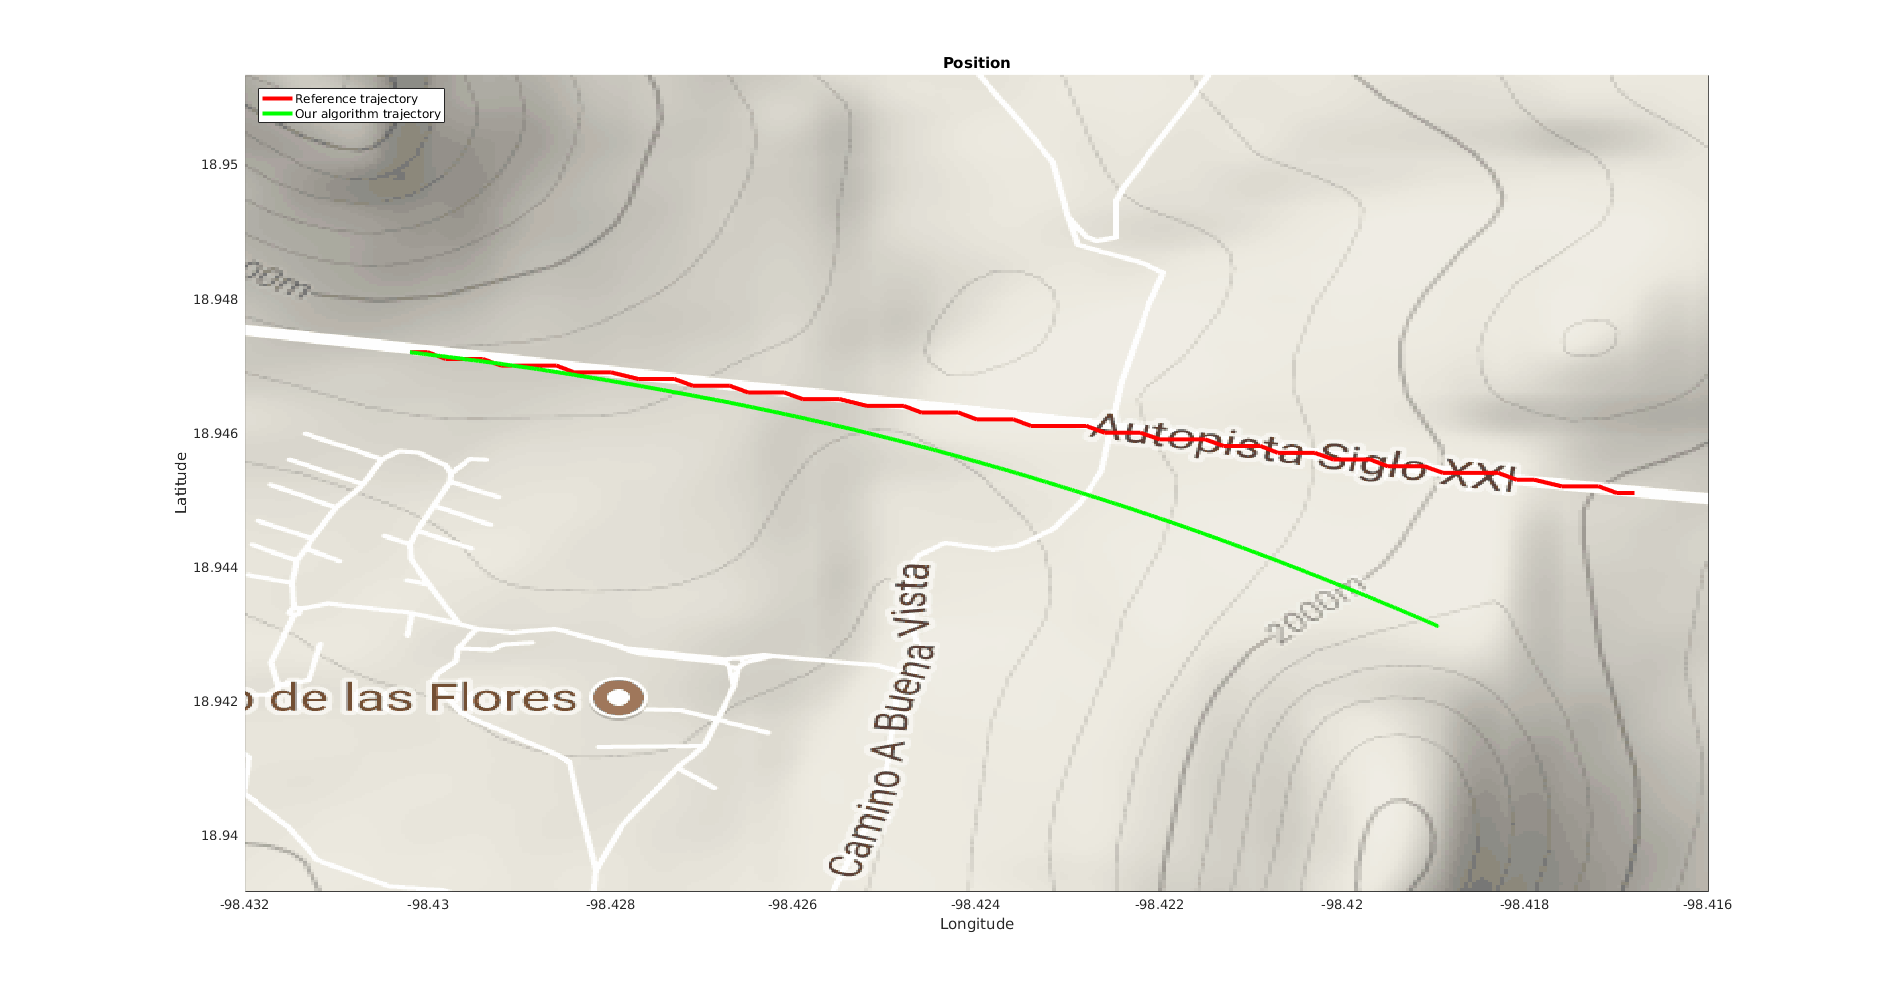 Position
Reference trajectory
Our algorithm trajectory
18.95
18.948
18.946
18.944
18.942
18.94
Latitude
00m
Autopista Siglo XXI
2000m
de las Flores
Camino A Buena Vista
-98.432
-98.43
-98.428
-98.426
-98.424
-98.422
-98.42
-98.418
-98.416
Longitude